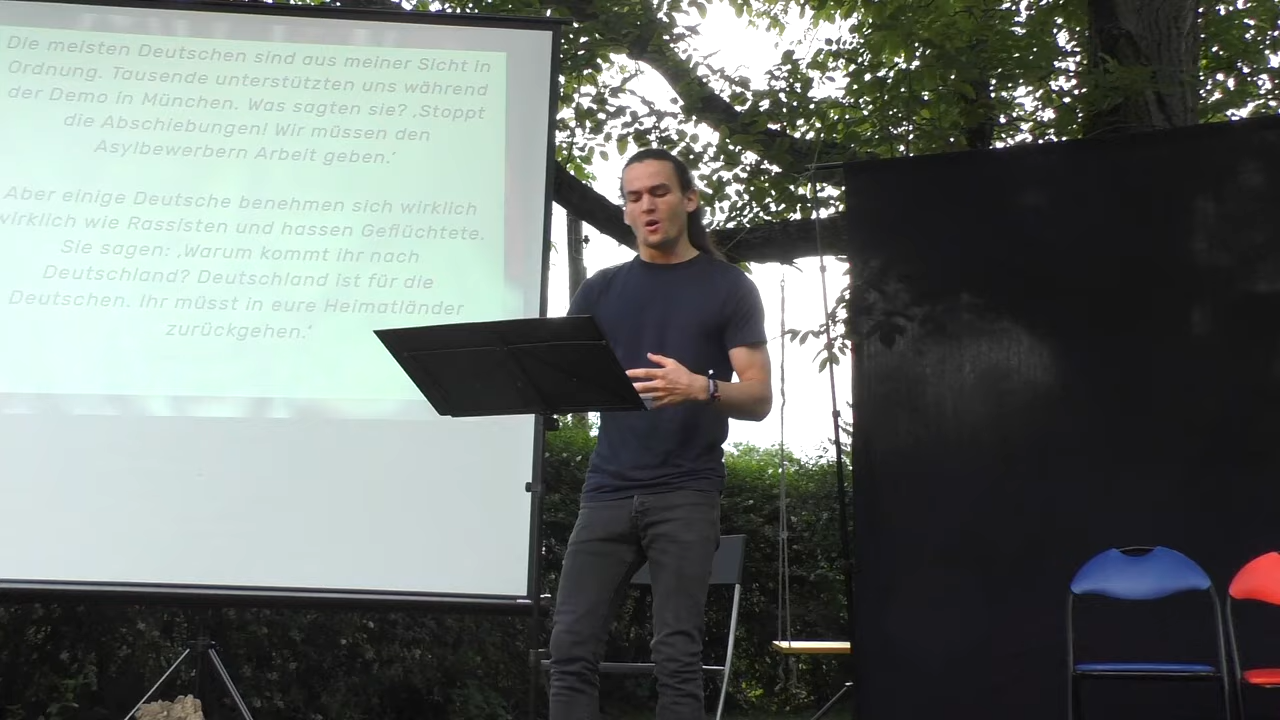 Die meisten Deutschen sind aus meiner Sicht in
Ordnung. Tausende unterstützten uns während
der Demo in München. Was sagten sie? ‚Stoppt
die Abschiebungen! Wir müssen den
Asylbewerbern Arbeit geben.‘
Aber einige Deutsche benehmen sich wirklich
wirklich wie Rassisten und hassen Geflüchtete.
Sie sagen: ‚Warum kommt ihr nach
Deutschland? Deutschland ist für die
Deutschen. Ihr müsst in eure Heimatländer
zurückgehen.‘